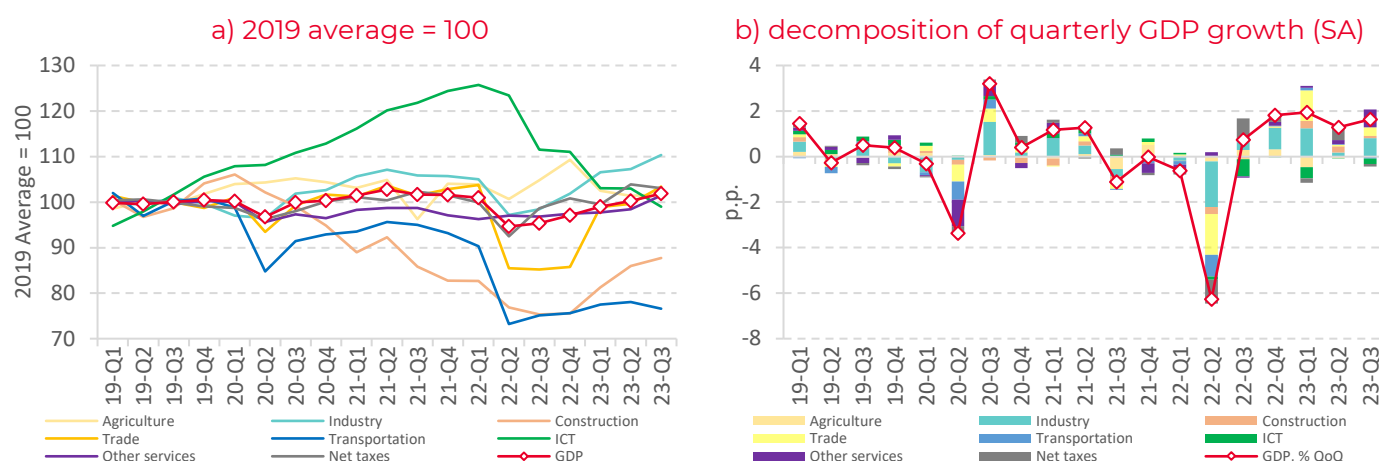 a) 2019 average = 100
2019 Average = 100
130
120
110
100
90
80
70
19-Q1
19-Q2
19-Q3
19-Q4
20-Q1
20-Q2
20-Q3
20-Q4
21-Q1
21-Q2
21-Q3
21-Q4
22-Q1
22-Q2
22-Q3
22-Q4
23-Q1
23-Q2
23-Q3
Agriculture Industry Construction
Trade Transportation ICT
Other services Net taxes GDP
b) decomposition of quarterly GDP growth (SA)
p.p.
4
2
0
-2
-4
-6
-8
19-Q1
19-Q2
19-Q3
19-Q4
20-Q1
20-Q2
20-Q3
20-Q4
21-Q1
21-Q2
21-Q3
21-Q4
22-Q1
22-Q2
22-Q3
22-Q4
23-Q1
23-Q2
23-Q3
Agriculture Industry Construction
Trade Transportation ICT
Other services Net taxes GDP. % QoQ